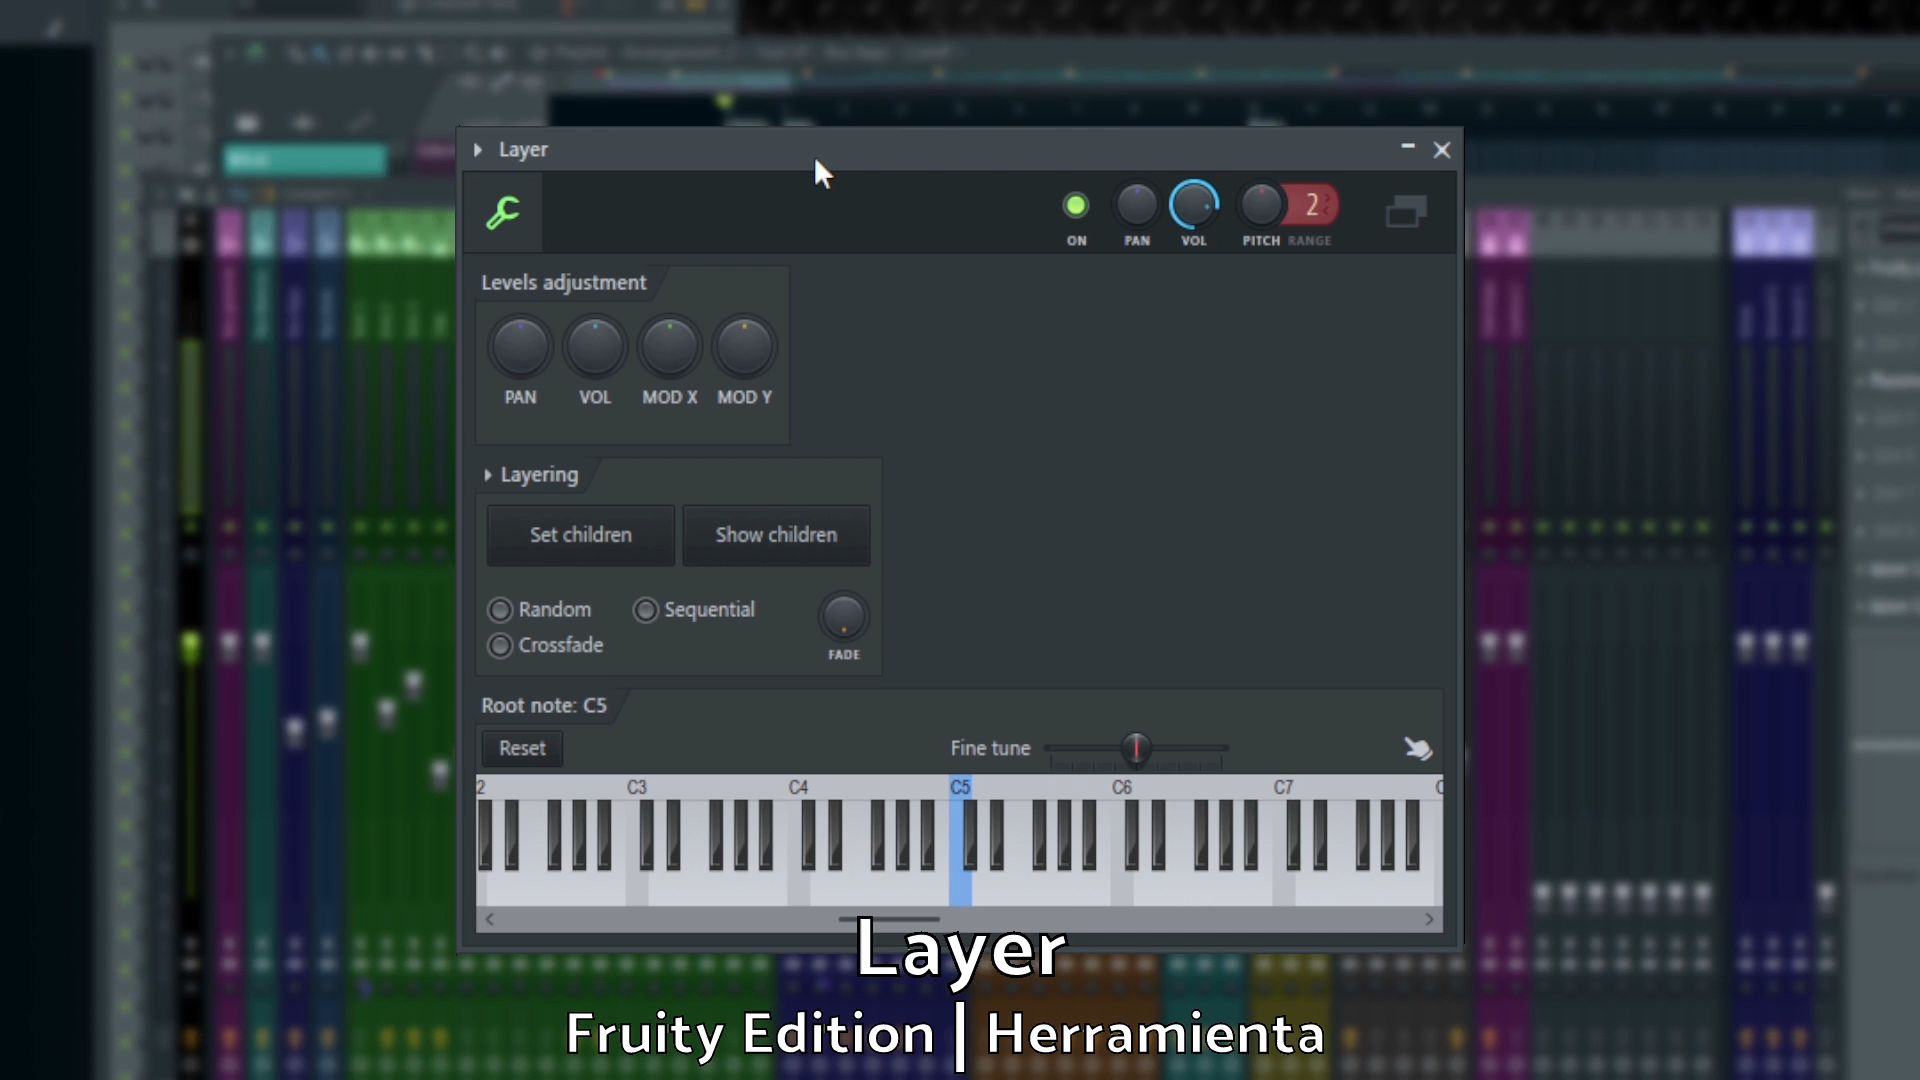 Layer
2
ON PAN VOL PITCH RANGE
Levels adjustment
PAN VOL MOD X MOD Y
Layering
Set children Show children
Random Sequential
Crossfade
FADE
Root note: C5
Reset Fine tune
2 C3 C4 C5 C6 C7 C
Layer
Fruity Edition | Herramienta